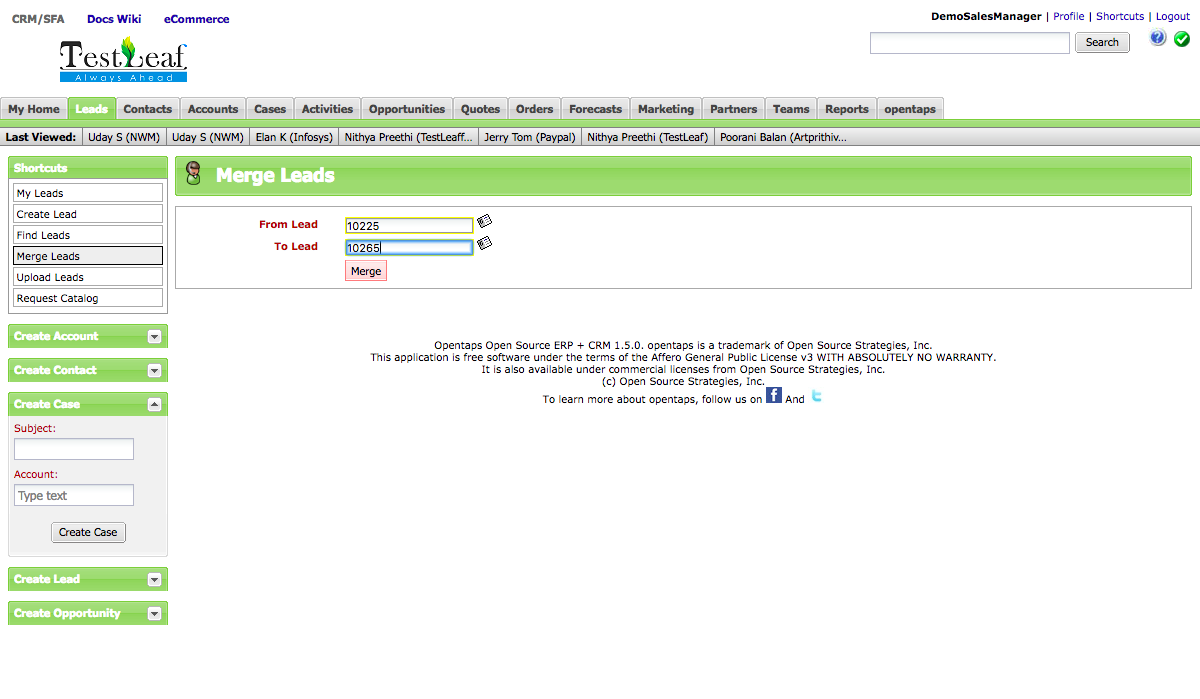 CRM/SFA Docs Wiki eCommerce
DemoSalesManager | Profile | Shortcuts | Logout
TestLeaf
Always Ahead
Search
?
My Home Leads Contacts Accounts Cases Activities Opportunities Quotes Orders Forecasts Marketing Partners Teams Reports opentaps
Last Viewed: Uday S (NWM) Uday S (NWM) Elan K (Infosys) Nithya Preethi (TestLeaff... Jerry Tom (Paypal) Nithya Preethi (TestLeaf) Poorani Balan (Artprithiv...
Shortcuts
My Leads
Create Lead
Find Leads
Merge Leads
Upload Leads
Request Catalog
Create Account
Create Contact
Create Case
Subject:
Account:
Type text
Create Case
Create Lead
Create Opportunity
Merge Leads
From Lead 10225
To Lead 10265
Merge
Opentaps Open Source ERP + CRM 1.5.0. opentaps is a trademark of Open Source Strategies, Inc.
This application is free software under the terms of the Affero General Public License v3 WITH ABSOLUTELY NO WARRANTY.
It is also available under commercial licenses from Open Source Strategies, Inc.
(c) Open Source Strategies, Inc.
To learn more about opentaps, follow us on f And t